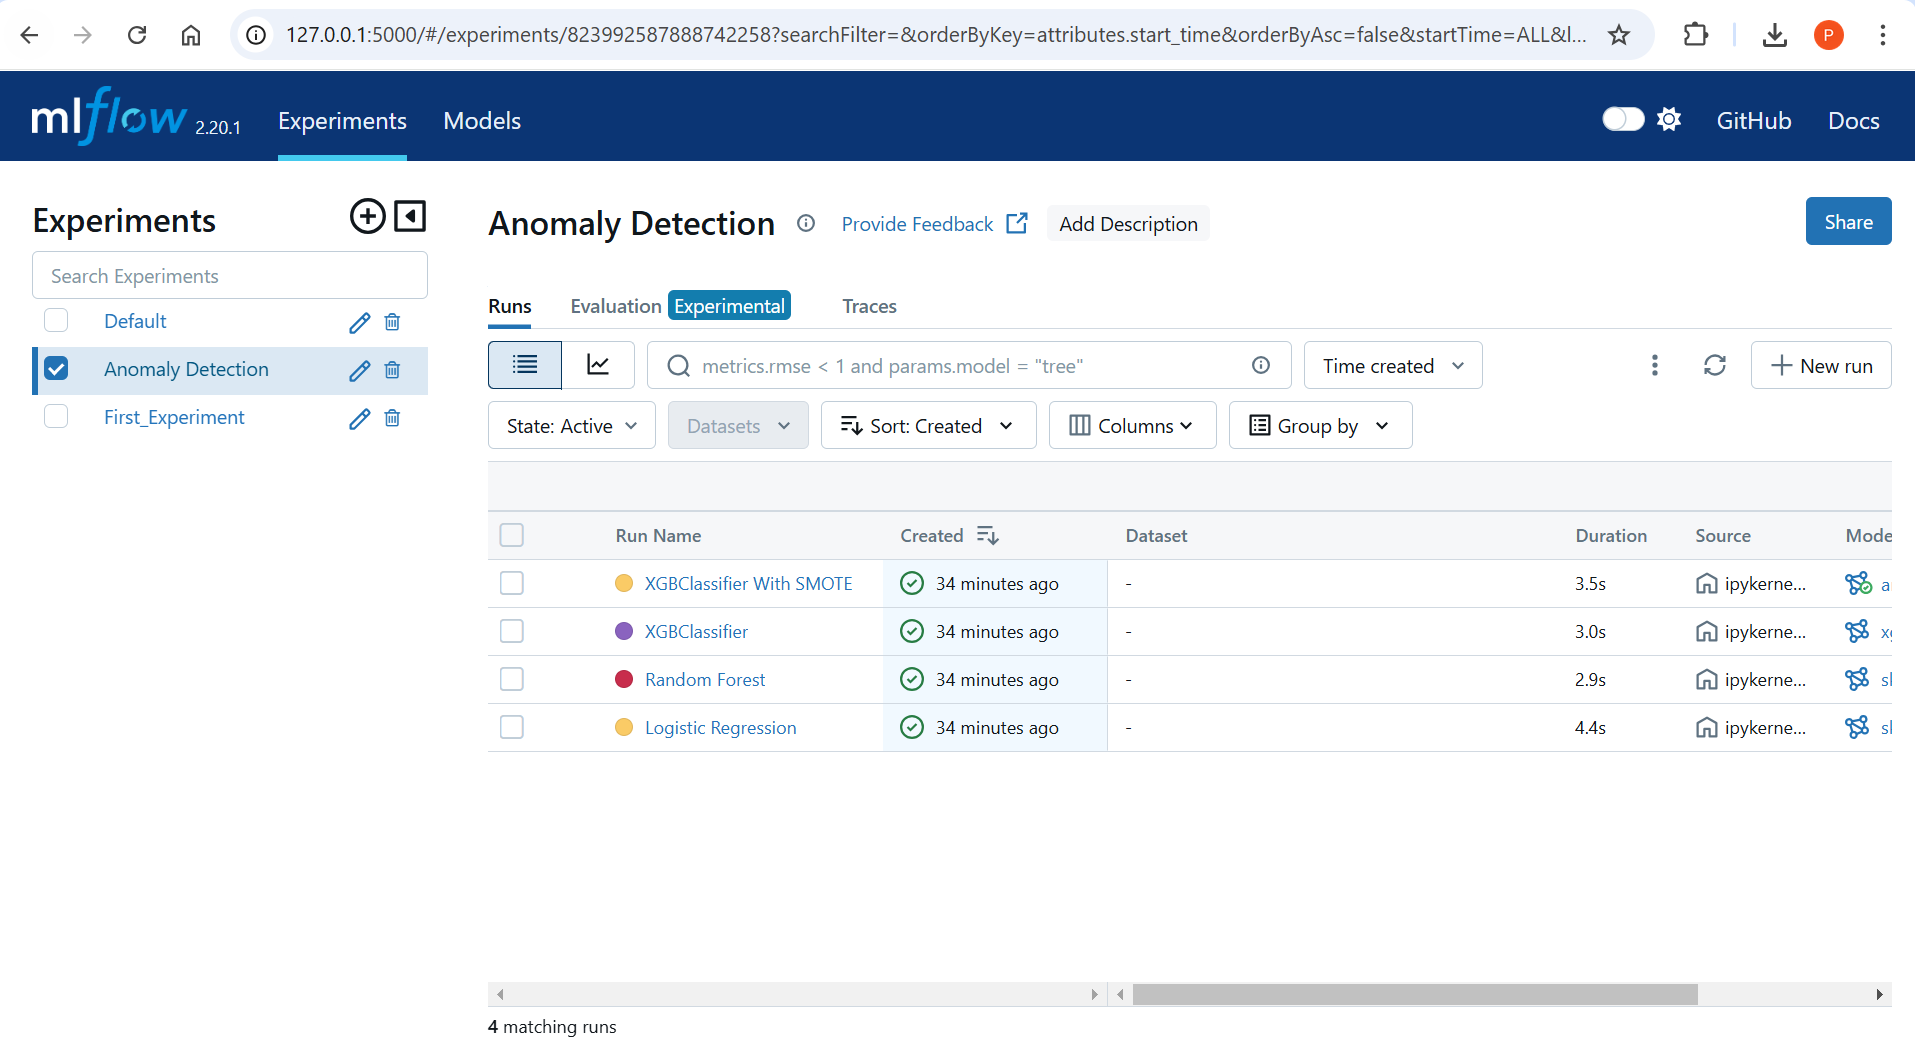 127.0.0.1:5000/#/experiments/823992587888742258?searchFilter=&orderByKey=attributes.start_time&orderByAsc=false&startTime=ALL&l...
P
mlflow 2.20.1 Experiments Models GitHub Docs
Experiments
Search Experiments
Default
Anomaly Detection
First_Experiment
Anomaly Detection Provide Feedback Add Description Share
Runs Evaluation Experimental Traces
metrics.rmse < 1 and params.model = "tree" Time created New run
State: Active Datasets Sort: Created Columns Group by
Run Name Created Dataset Duration Source Mode
XGBClassifier With SMOTE 34 minutes ago - 3.5s ipykerne...
XGBClassifier 34 minutes ago - 3.0s ipykerne...
Random Forest 34 minutes ago - 2.9s ipykerne...
Logistic Regression 34 minutes ago - 4.4s ipykerne...
4 matching runs